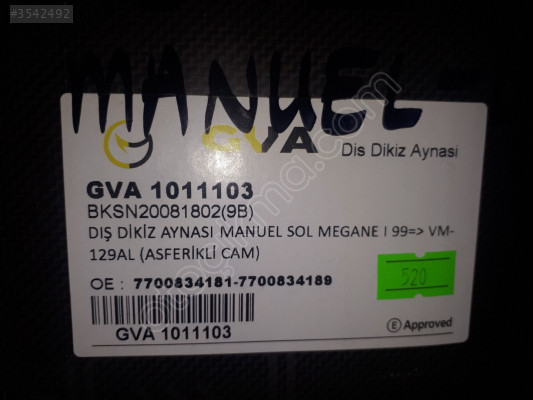 #3542492
MANUEL
GVA
Dis Dikiz Aynasi
GVA 1011103
BKSN20081802(9B)
DIŞ DİKİZ AYNASI MANUEL SOL MEGANE I 99=> VM-
129AL (ASFERİKLİ CAM)
OE : 7700834181-7700834189
520
GVA 1011103
E Approved